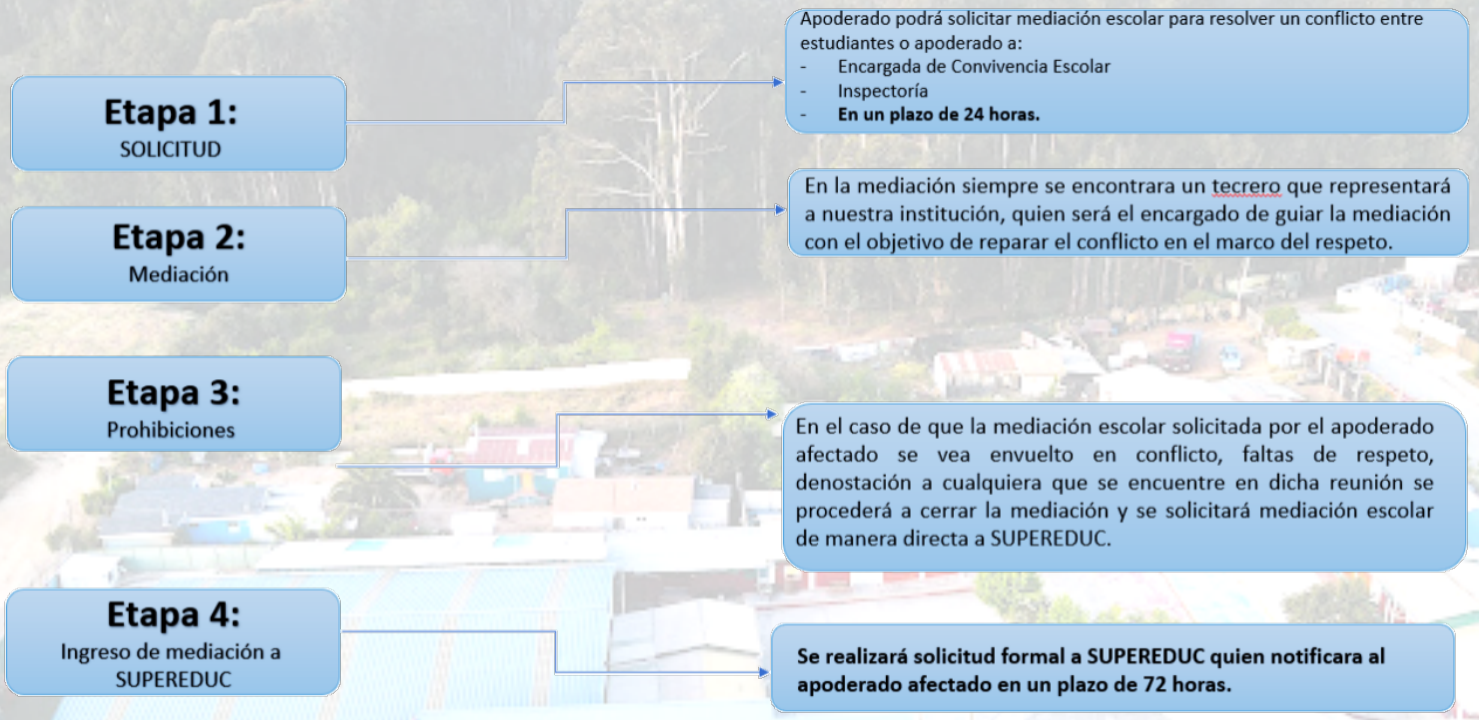 Etapa 1:
SOLICITUD
Apoderado podrá solicitar mediación escolar para resolver un conflicto entre
estudiantes o apoderado a:
- Encargada de Convivencia Escolar
- Inspectoría
- En un plazo de 24 horas.
Etapa 2:
Mediación
En la mediación siempre se encontrara un tecrero que representará
a nuestra institución, quien será el encargado de guiar la mediación
con el objetivo de reparar el conflicto en el marco del respeto.
Etapa 3:
Prohibiciones
En el caso de que la mediación escolar solicitada por el apoderado
afectado se vea envuelto en conflicto, faltas de respeto,
denostación a cualquiera que se encuentre en dicha reunión se
procederá a cerrar la mediación y se solicitará mediación escolar
de manera directa a SUPEREDUC.
Etapa 4:
Ingreso de mediación a
SUPEREDUC
Se realizará solicitud formal a SUPEREDUC quien notificara al
apoderado afectado en un plazo de 72 horas.